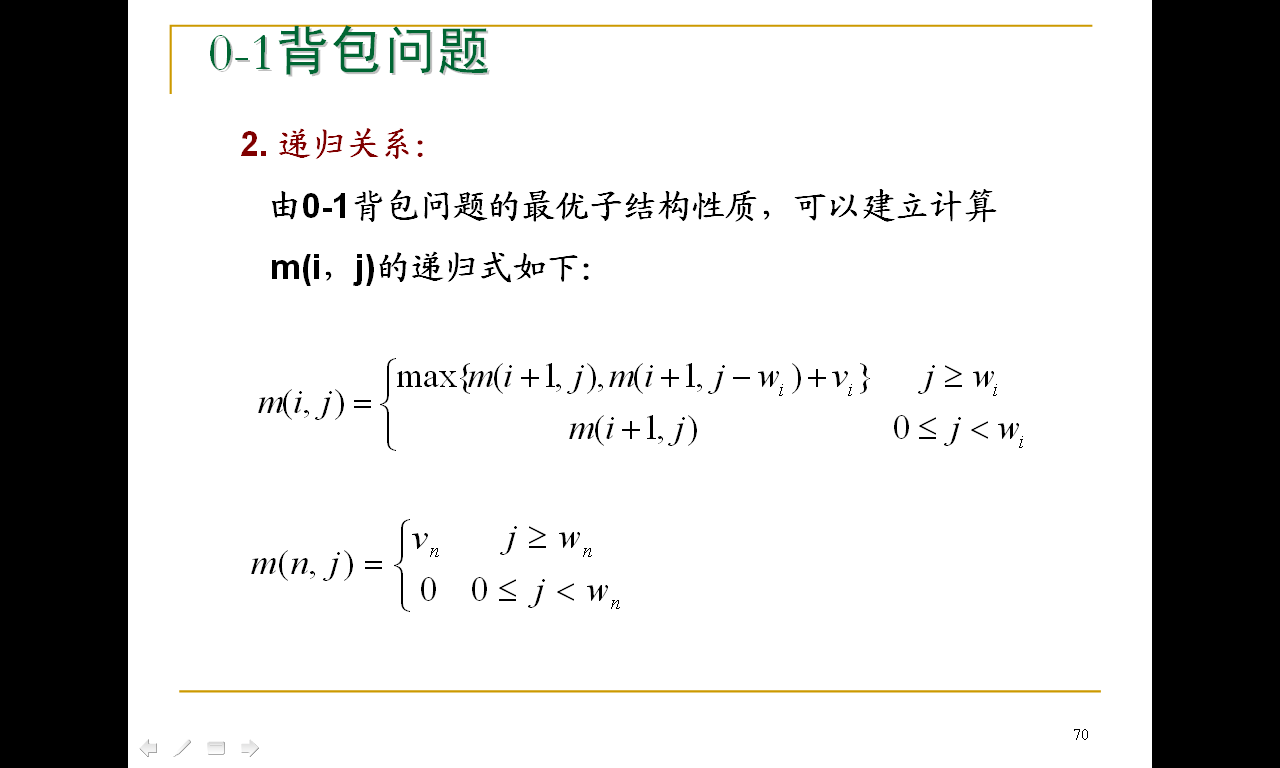 0-1背包问题
2. 递归关系：
由0-1背包问题的最优子结构性质，可以建立计算
m(i，j)的递归式如下：
m(i, j) = { max{m(i+1, j), m(i+1, j − w_i) + v_i}   j ≥ w_i
m(i+1, j)   0 ≤ j < w_i
m(n, j) = { v_n   j ≥ w_n
0   0 ≤ j < w_n
70